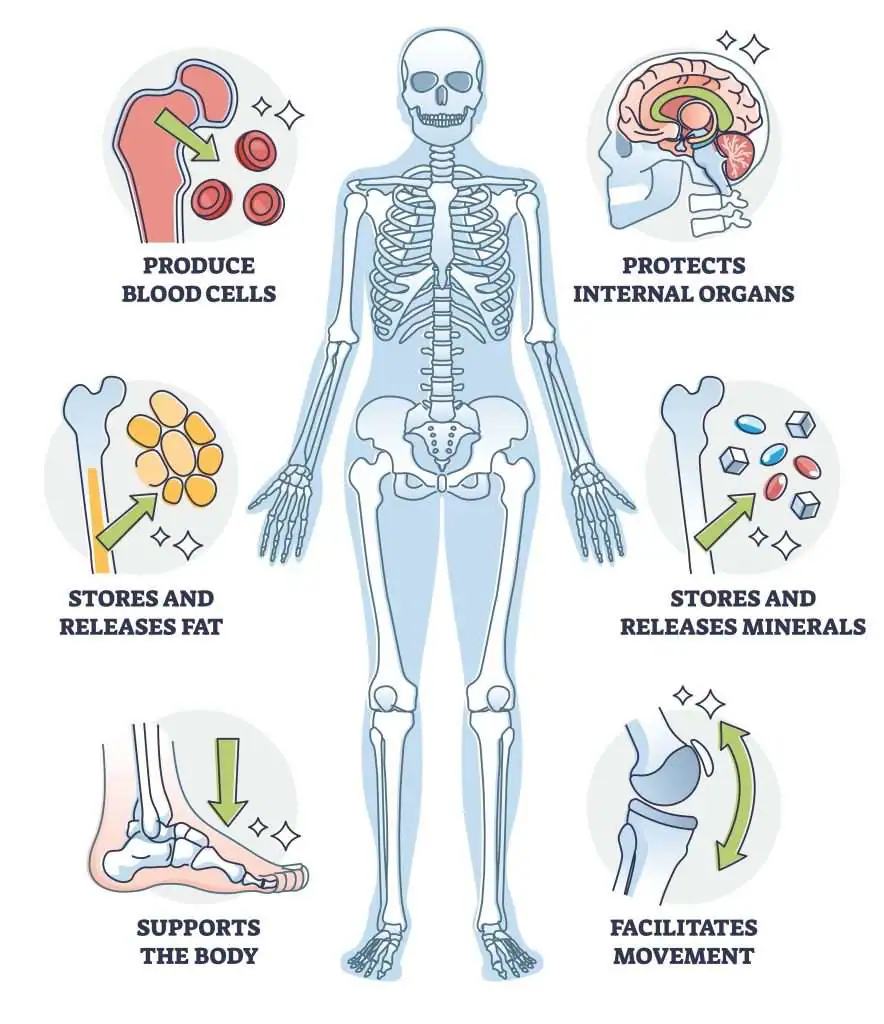 PRODUCE
BLOOD CELLS
PROTECTS
INTERNAL ORGANS
STORES AND
RELEASES FAT
STORES AND
RELEASES MINERALS
SUPPORTS
THE BODY
FACILITATES
MOVEMENT